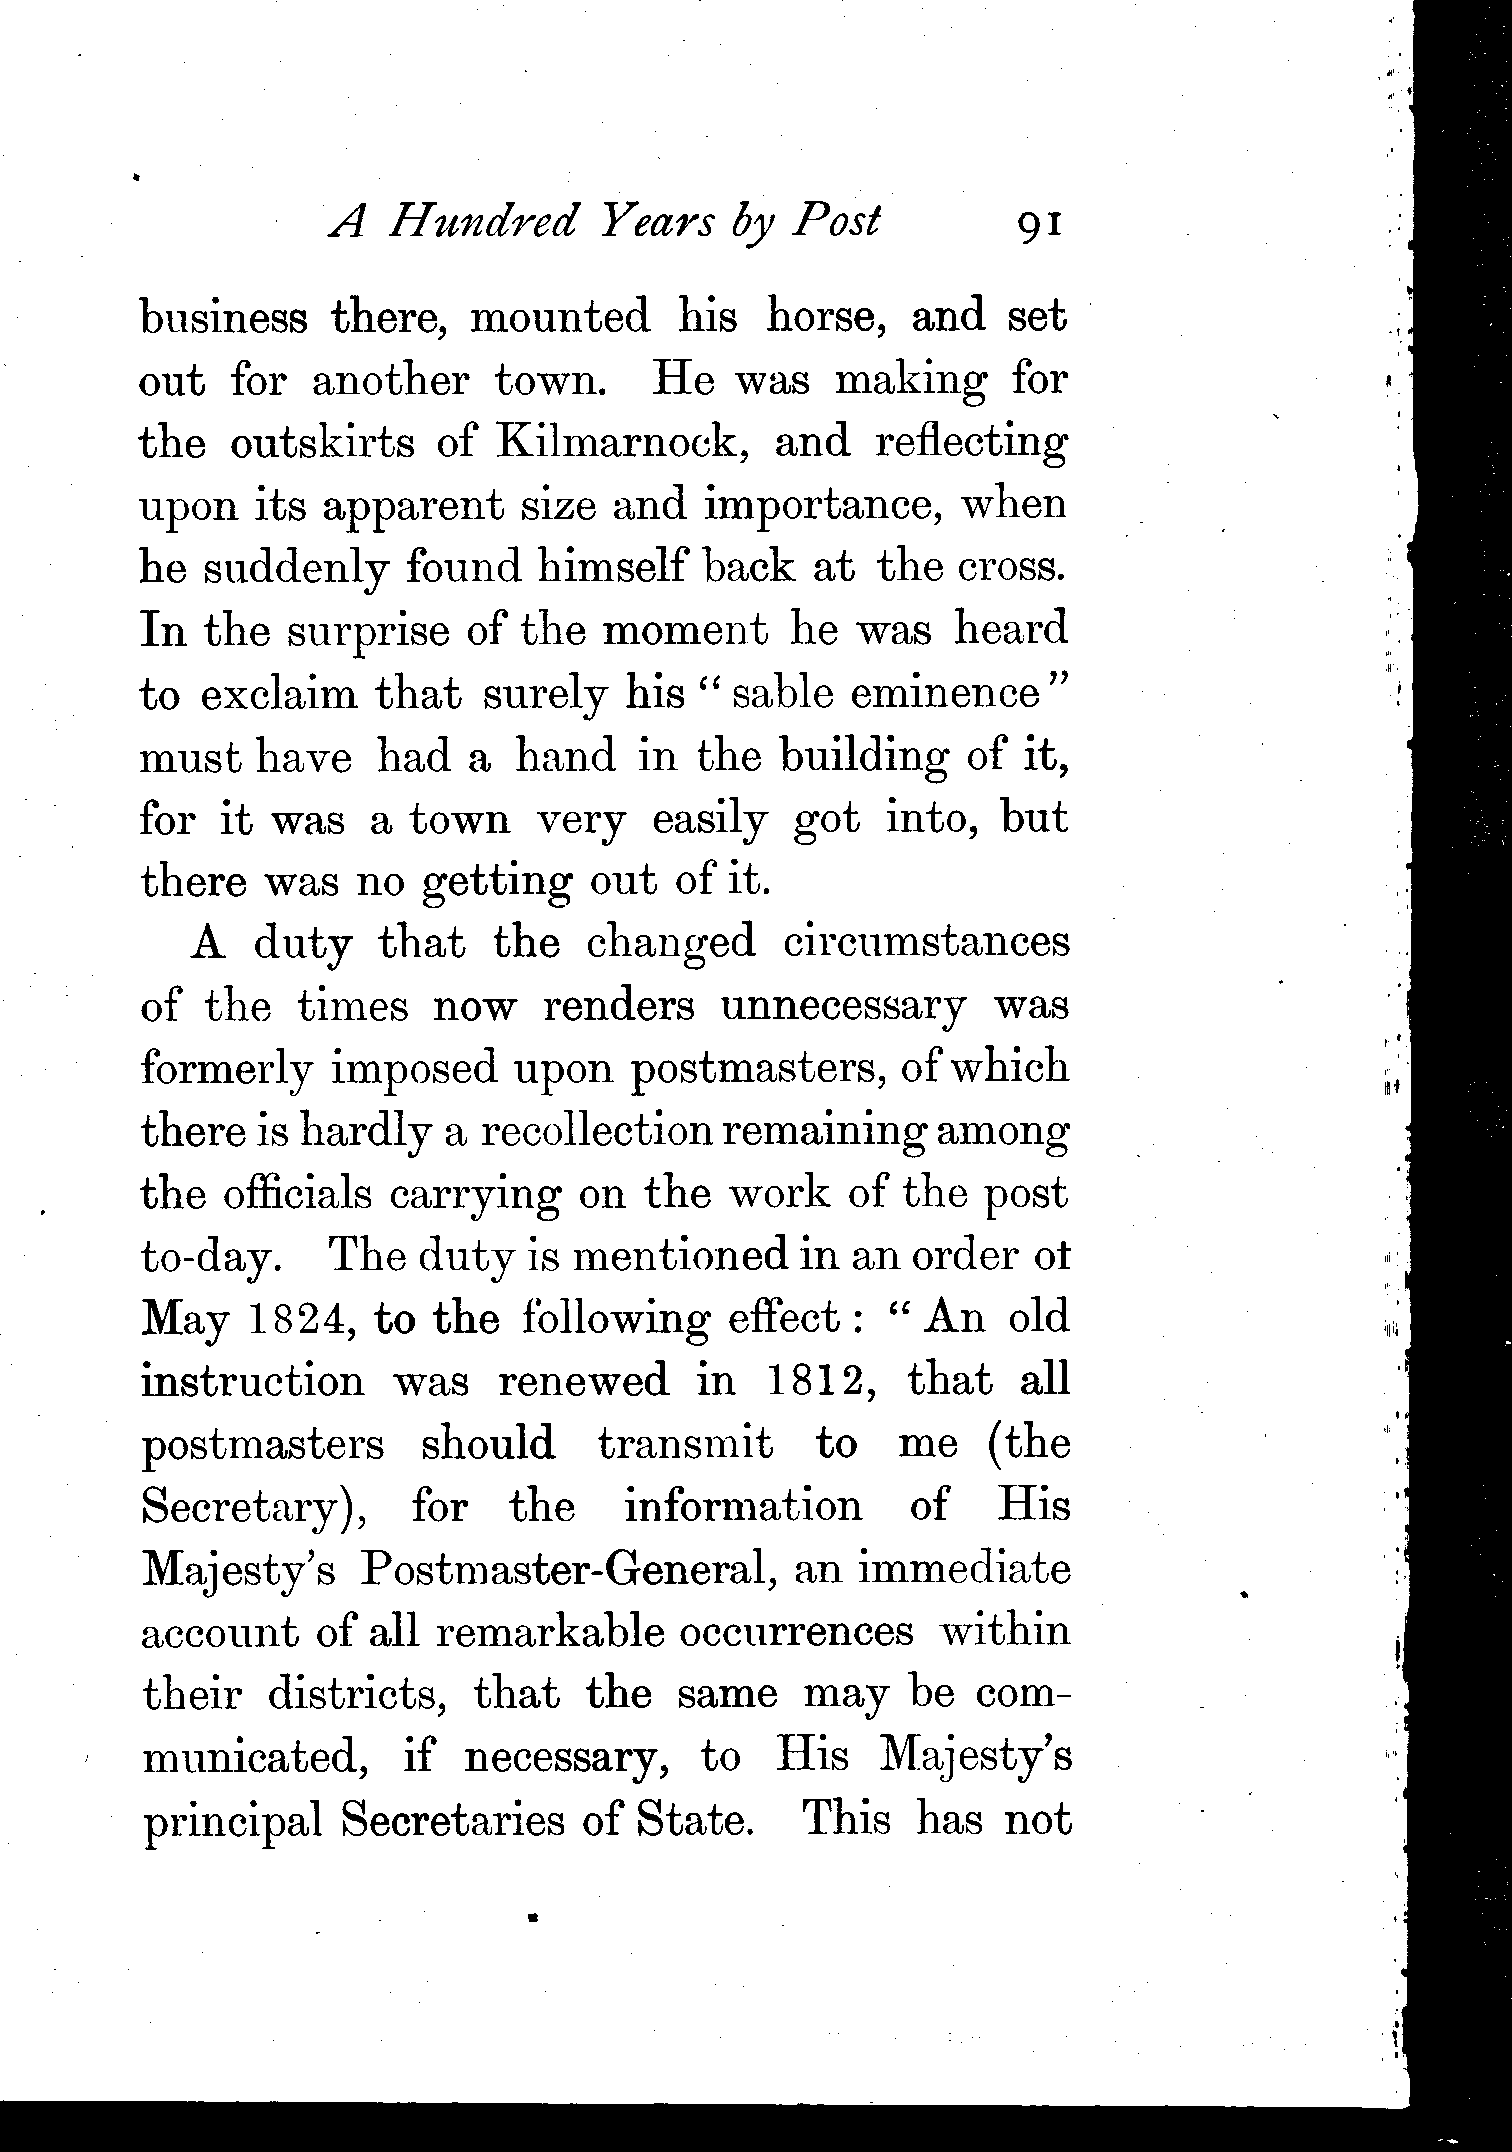 A Hundred Years by Post 91
business there, mounted his horse, and set
out for another town. He was making for
the outskirts of Kilmarnock, and reflecting
upon its apparent size and importance, when
he suddenly found himself back at the cross.
In the surprise of the moment he was heard
to exclaim that surely his “ sable eminence ”
must have had a hand in the building of it,
for it was a town very easily got into, but
there was no getting out of it.
A duty that the changed circumstances
of the times now renders unnecessary was
formerly imposed upon postmasters, of which
there is hardly a recollection remaining among
the officials carrying on the work of the post
to-day. The duty is mentioned in an order of
May 1824, to the following effect : “ An old
instruction was renewed in 1812, that all
postmasters should transmit to me (the
Secretary), for the information of His
Majesty’s Postmaster-General, an immediate
account of all remarkable occurrences within
their districts, that the same may be com-
municated, if necessary, to His Majesty’s
principal Secretaries of State. This has not